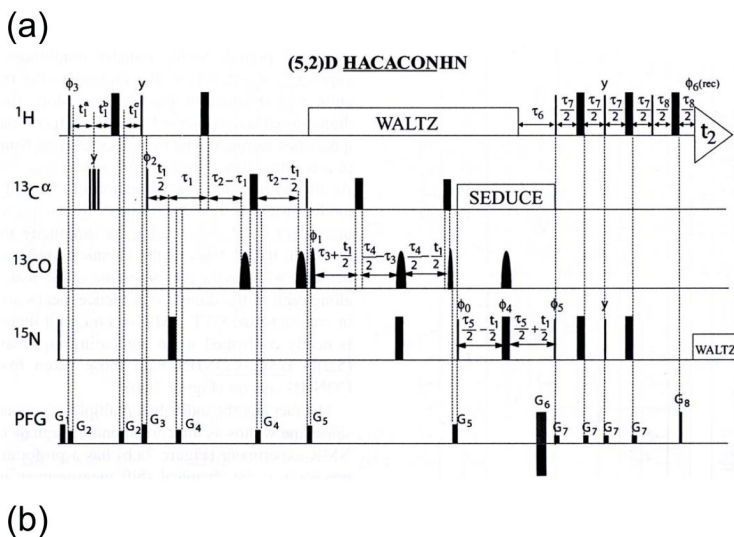 (a)
(5,2)D HACACONHN
ϕ3 y y ϕ6(rec)
¹H t₁ᵃ t₁ᵇ t₁ᶜ WALTZ τ6 τ7/2 τ7/2 τ7/2 τ7/2 τ8/2 τ8/2 t₂
y ϕ2
¹³Cα t₁/2 τ1 τ2-τ1 τ2-t₁/2 SEDUCE
ϕ1
¹³CO τ3+t₁/2 τ4/2-τ3 τ4/2-t₁/2
ϕ0 ϕ4 ϕ5 y
¹⁵N τ5/2-t₁/2 τ5/2+t₁/2 WALTZ
PFG G1 G2 G2 G3 G4 G4 G5 G5 G6 G7 G7 G7 G7 G8
(b)